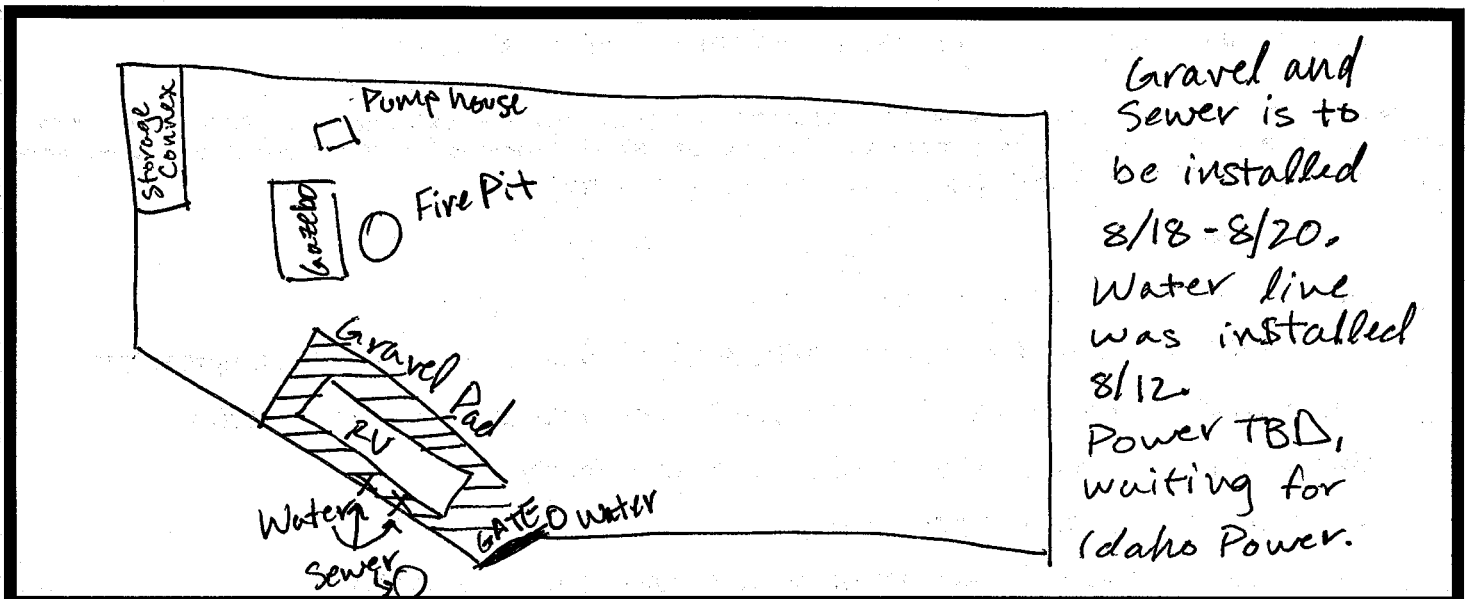 Storage
Connex
Pump house
Gazebo
Fire Pit
Gravel Pad
RV
Water
Sewer
GATE
Water
Gravel and
Sewer is to
be installed
8/18 - 8/20.
Water line
was installed
8/12.
Power TBD,
waiting for
Idaho Power.